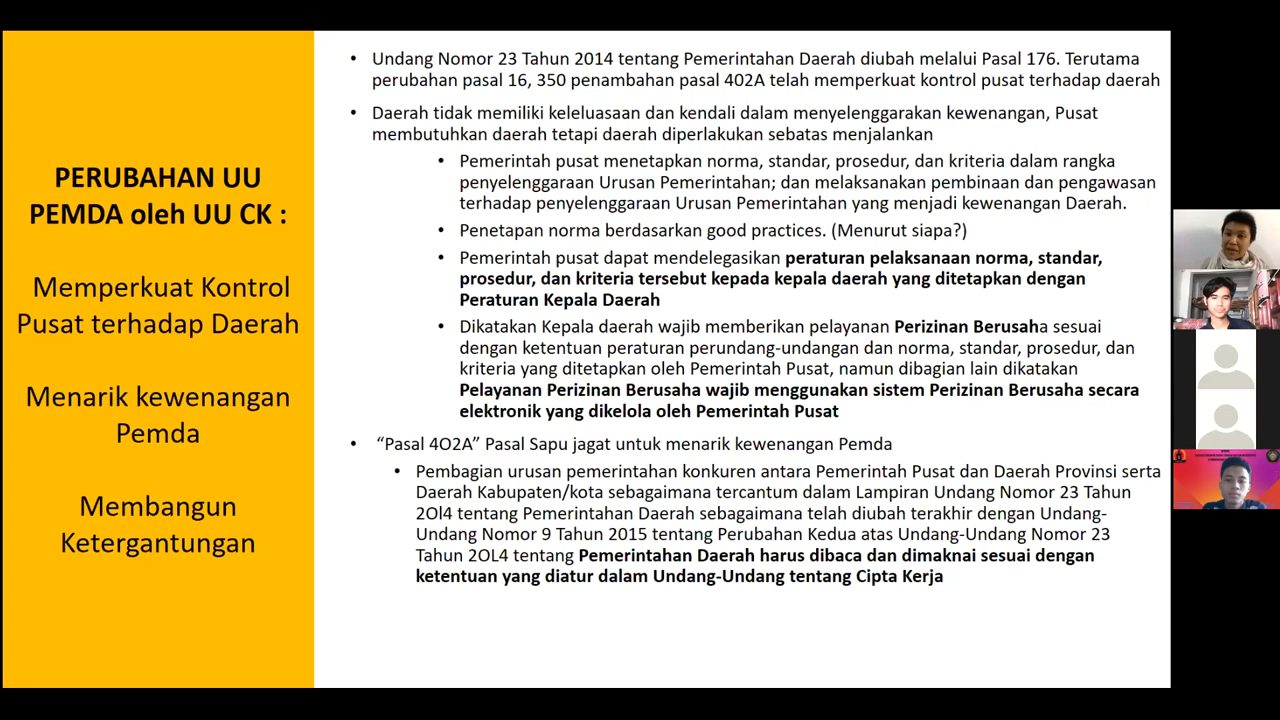 PERUBAHAN UU
PEMDA oleh UU CK :
Memperkuat Kontrol
Pusat terhadap Daerah
Menarik kewenangan
Pemda
Membangun
Ketergantungan
• Undang Nomor 23 Tahun 2014 tentang Pemerintahan Daerah diubah melalui Pasal 176. Terutama
perubahan pasal 16, 350 penambahan pasal 402A telah memperkuat kontrol pusat terhadap daerah
• Daerah tidak memiliki keleluasaan dan kendali dalam menyelenggarakan kewenangan, Pusat
membutuhkan daerah tetapi daerah diperlakukan sebatas menjalankan
• Pemerintah pusat menetapkan norma, standar, prosedur, dan kriteria dalam rangka
penyelenggaraan Urusan Pemerintahan; dan melaksanakan pembinaan dan pengawasan
terhadap penyelenggaraan Urusan Pemerintahan yang menjadi kewenangan Daerah.
• Penetapan norma berdasarkan good practices. (Menurut siapa?)
• Pemerintah pusat dapat mendelegasikan peraturan pelaksanaan norma, standar,
prosedur, dan kriteria tersebut kepada kepala daerah yang ditetapkan dengan
Peraturan Kepala Daerah
• Dikatakan Kepala daerah wajib memberikan pelayanan Perizinan Berusaha sesuai
dengan ketentuan peraturan perundang-undangan dan norma, standar, prosedur, dan
kriteria yang ditetapkan oleh Pemerintah Pusat, namun dibagian lain dikatakan
Pelayanan Perizinan Berusaha wajib menggunakan sistem Perizinan Berusaha secara
elektronik yang dikelola oleh Pemerintah Pusat
• “Pasal 4O2A” Pasal Sapu jagat untuk menarik kewenangan Pemda
• Pembagian urusan pemerintahan konkuren antara Pemerintah Pusat dan Daerah Provinsi serta
Daerah Kabupaten/kota sebagaimana tercantum dalam Lampiran Undang Nomor 23 Tahun
2Ol4 tentang Pemerintahan Daerah sebagaimana telah diubah terakhir dengan Undang-
Undang Nomor 9 Tahun 2015 tentang Perubahan Kedua atas Undang-Undang Nomor 23
Tahun 2OL4 tentang Pemerintahan Daerah harus dibaca dan dimaknai sesuai dengan
ketentuan yang diatur dalam Undang-Undang tentang Cipta Kerja